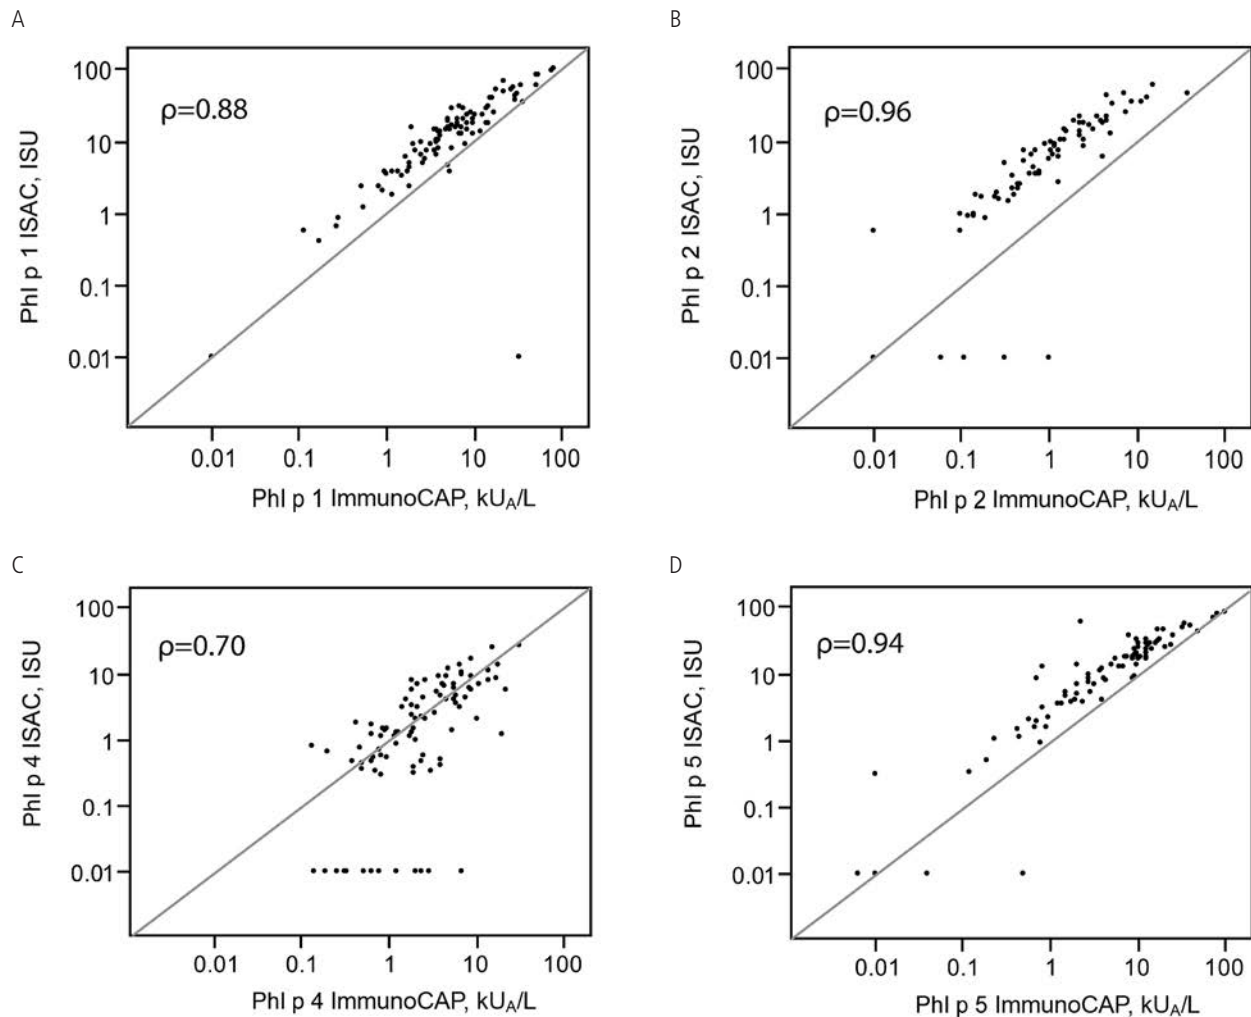 A
B
100
10
1
0.1
0.01
ρ=0.88
Phl p 1 ISAC, ISU
0.01 0.1 1 10 100
Phl p 1 ImmunoCAP, kUA/L
100
10
1
0.1
0.01
ρ=0.96
Phl p 2 ISAC, ISU
0.01 0.1 1 10 100
Phl p 2 ImmunoCAP, kUA/L
C
D
100
10
1
0.1
0.01
ρ=0.70
Phl p 4 ISAC, ISU
0.01 0.1 1 10 100
Phl p 4 ImmunoCAP, kUA/L
100
10
1
0.1
0.01
ρ=0.94
Phl p 5 ISAC, ISU
0.01 0.1 1 10 100
Phl p 5 ImmunoCAP, kUA/L